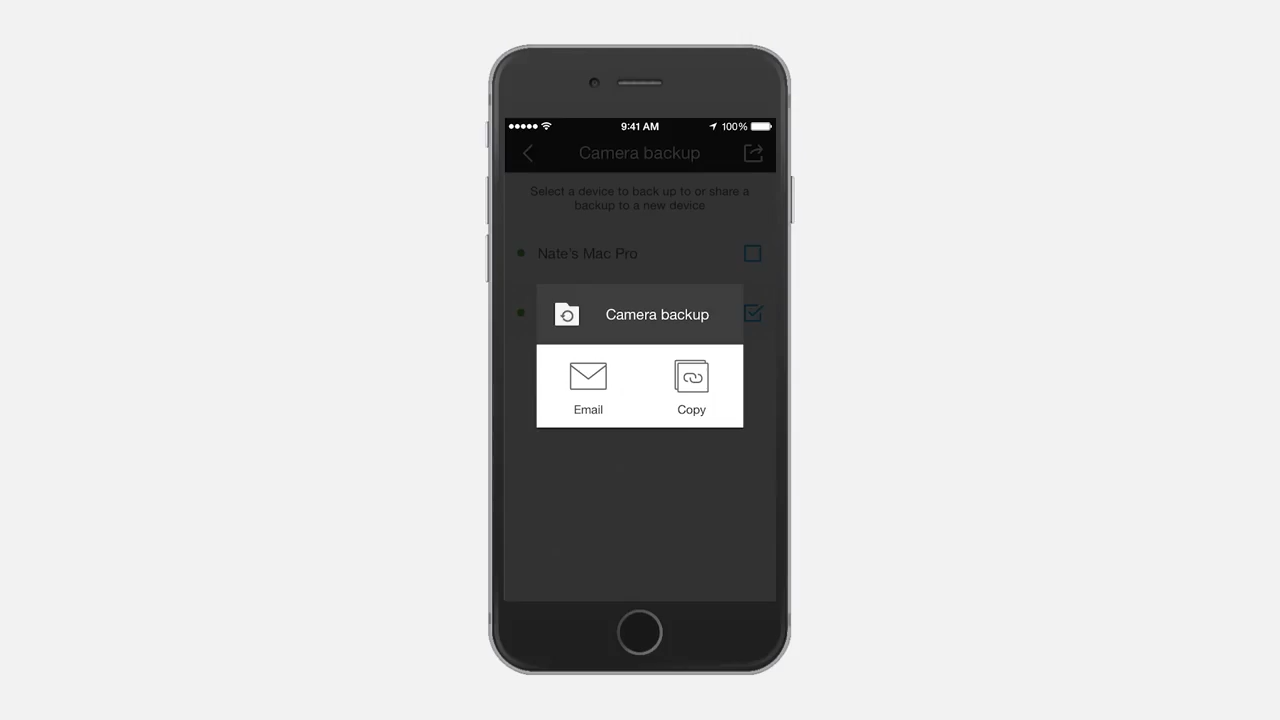 9:41 AM
100%
Camera backup
Select a device to back up to or share a
backup to a new device
Nate's Mac Pro
Camera backup
Email
Copy